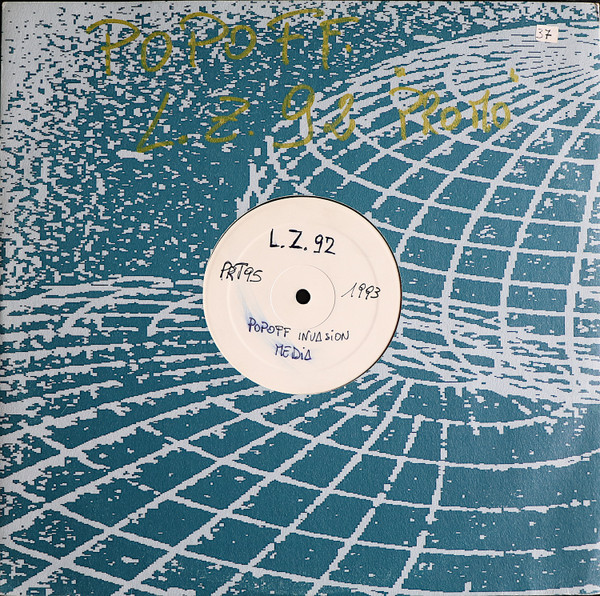 POPOFF.
37
L.Z. 92 'PROMO'
L.Z. 92
PRT95
1993
POPOFF INVASION
MEDIA